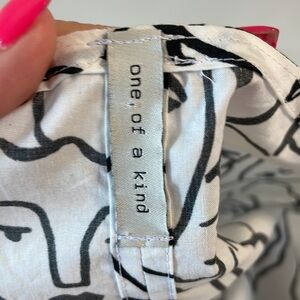 one, of a kind